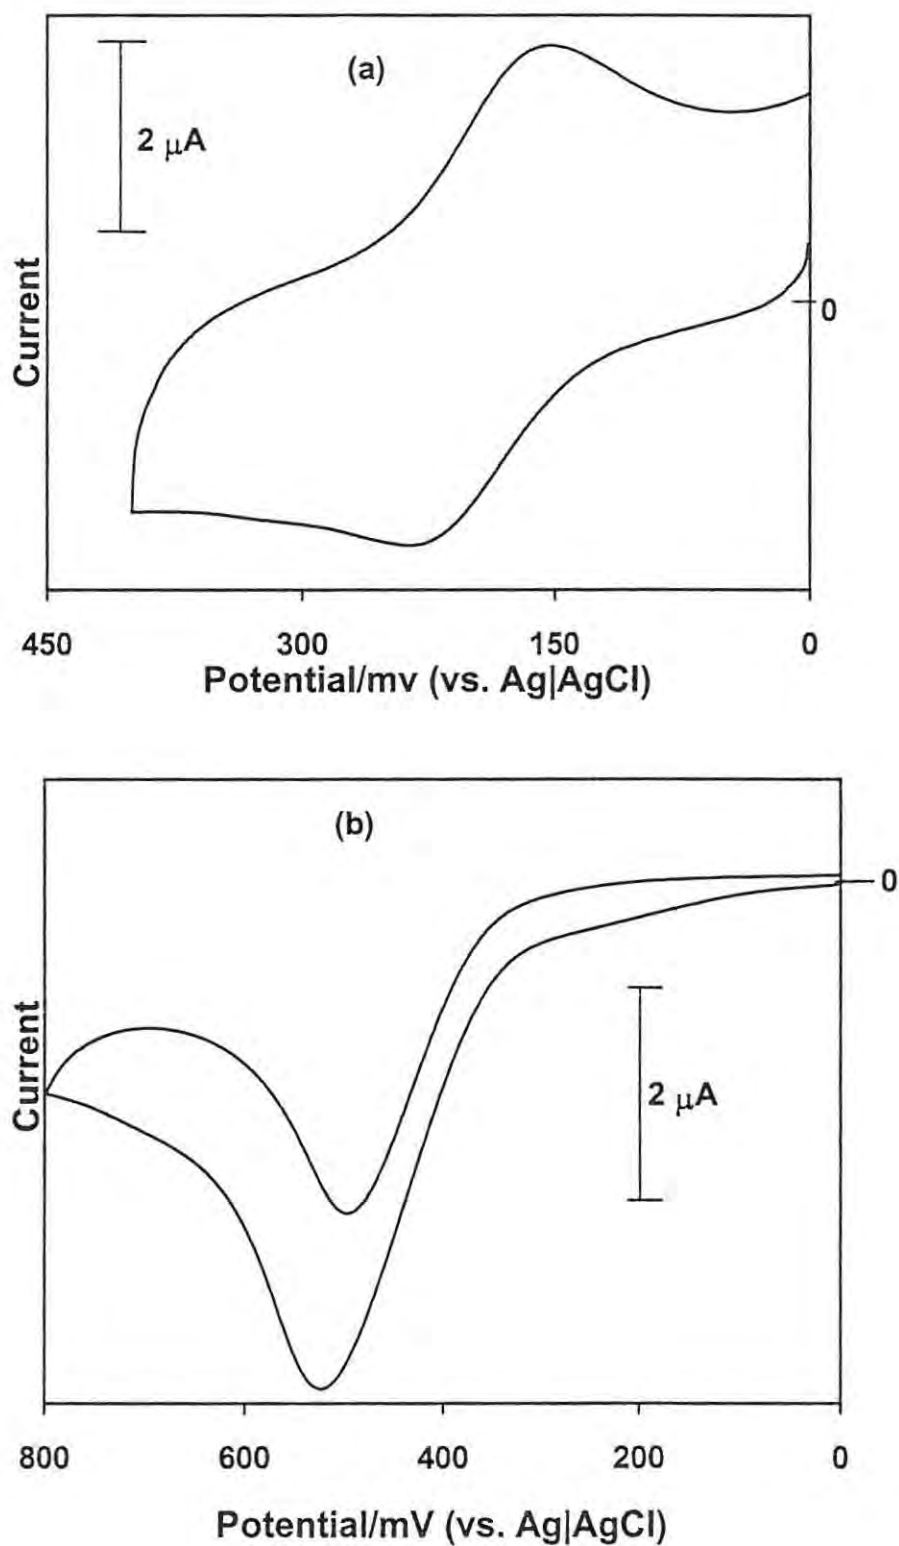 (a)
2 μA
Current
0
450 300 150 0
Potential/mv (vs. Ag|AgCl)
(b)
0
Current
2 μA
800 600 400 200 0
Potential/mV (vs. Ag|AgCl)